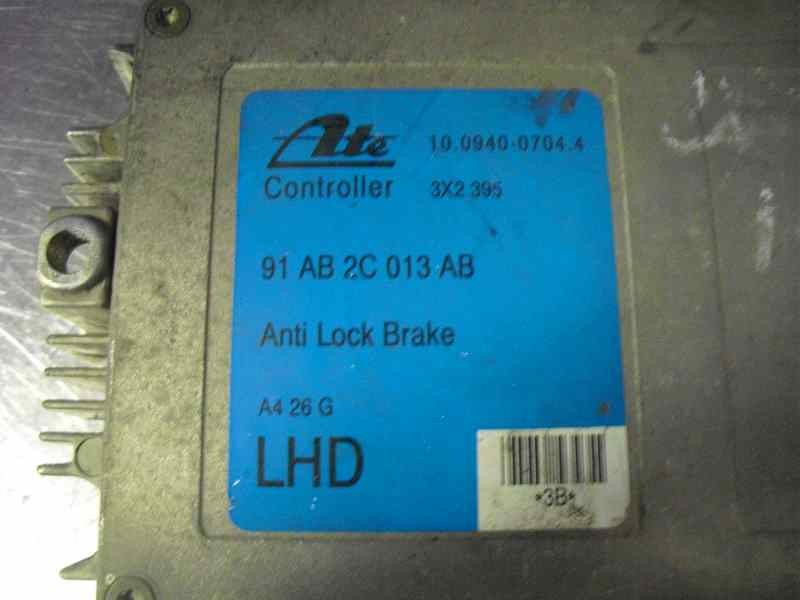 Ate 10.0940-0704.4
Controller 3X2 395
91 AB 2C 013 AB
Anti Lock Brake
A4 26 G
LHD
*3B*